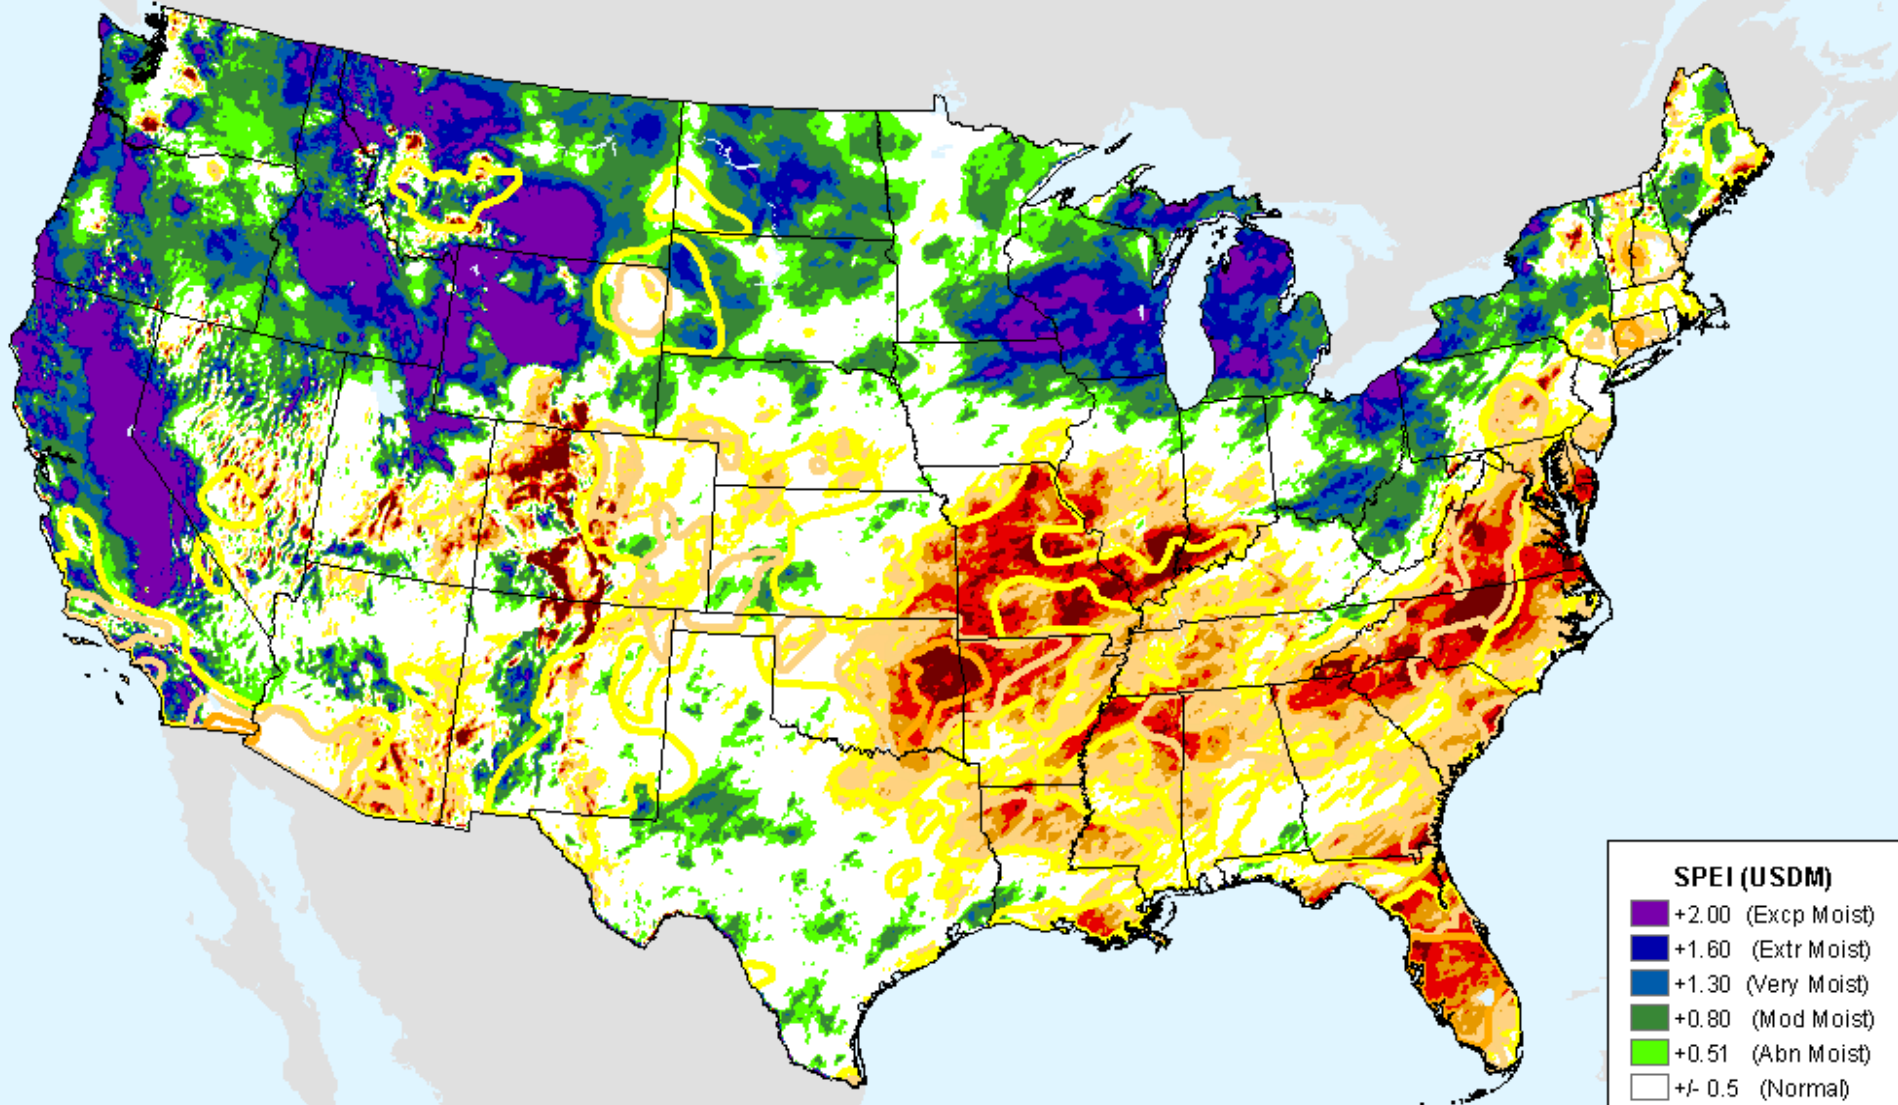 SPEI (USDM)
+2.00 (Excp Moist)
+1.60 (Extr Moist)
+1.30 (Very Moist)
+0.80 (Mod Moist)
+0.51 (Abn Moist)
+/- 0.5 (Normal)